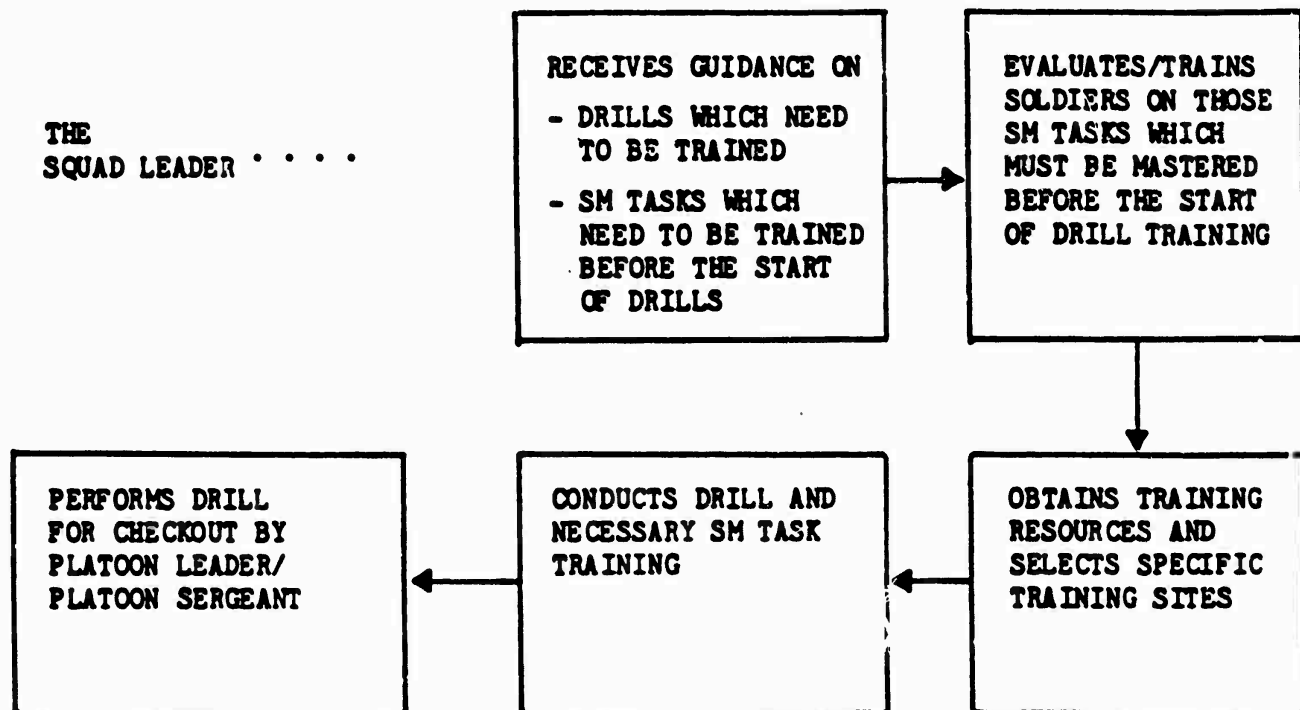 THE
SQUAD LEADER . . . .
RECEIVES GUIDANCE ON
- DRILLS WHICH NEED
TO BE TRAINED
- SM TASKS WHICH
NEED TO BE TRAINED
BEFORE THE START
OF DRILLS
EVALUATES/TRAINS
SOLDIERS ON THOSE
SM TASKS WHICH
MUST BE MASTERED
BEFORE THE START
OF DRILL TRAINING
OBTAINS TRAINING
RESOURCES AND
SELECTS SPECIFIC
TRAINING SITES
CONDUCTS DRILL AND
NECESSARY SM TASK
TRAINING
PERFORMS DRILL
FOR CHECKOUT BY
PLATOON LEADER/
PLATOON SERGEANT